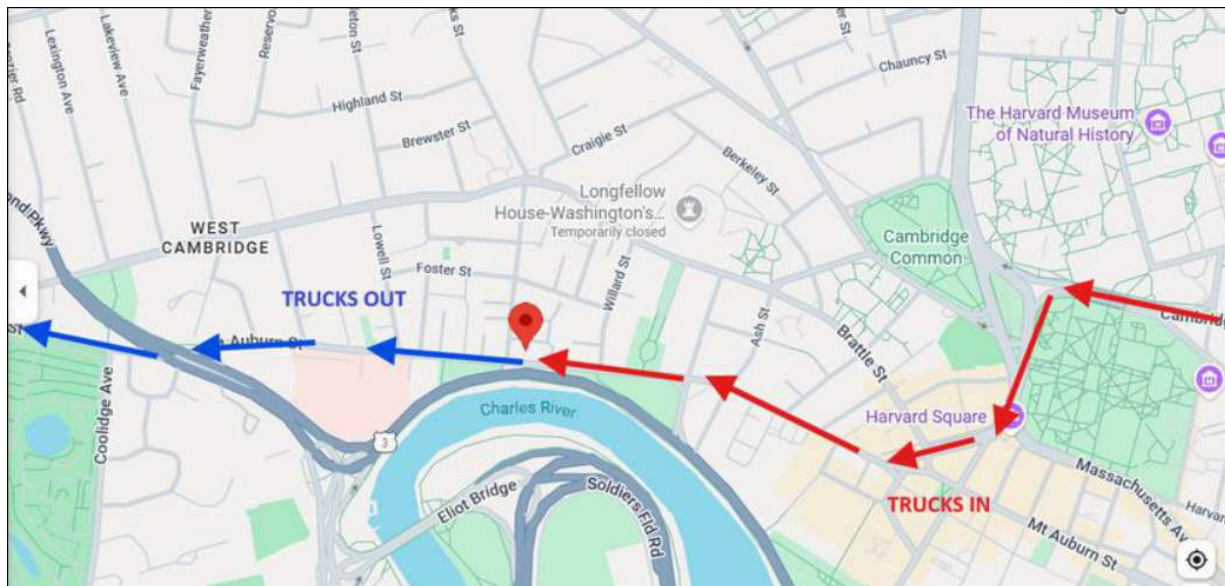 Lexington Ave
Lakeview Ave
Fayerweather
Reservo
Highland St
Brewster St
Craigie St
Berkeley St
Chauncy St
The Harvard Museum
of Natural History
Longfellow
House-Washington's...
Temporarily closed
WEST
CAMBRIDGE
Cambridge
Common
Lowell St
Foster St
Willard St
Ash St
Brattle St
TRUCKS OUT
Auburn St
Coolidge Ave
Charles River
3
Eliot Bridge
Soldiers Fld Rd
Harvard Square
TRUCKS IN
Massachusetts Av
Mt Auburn St
Harvar